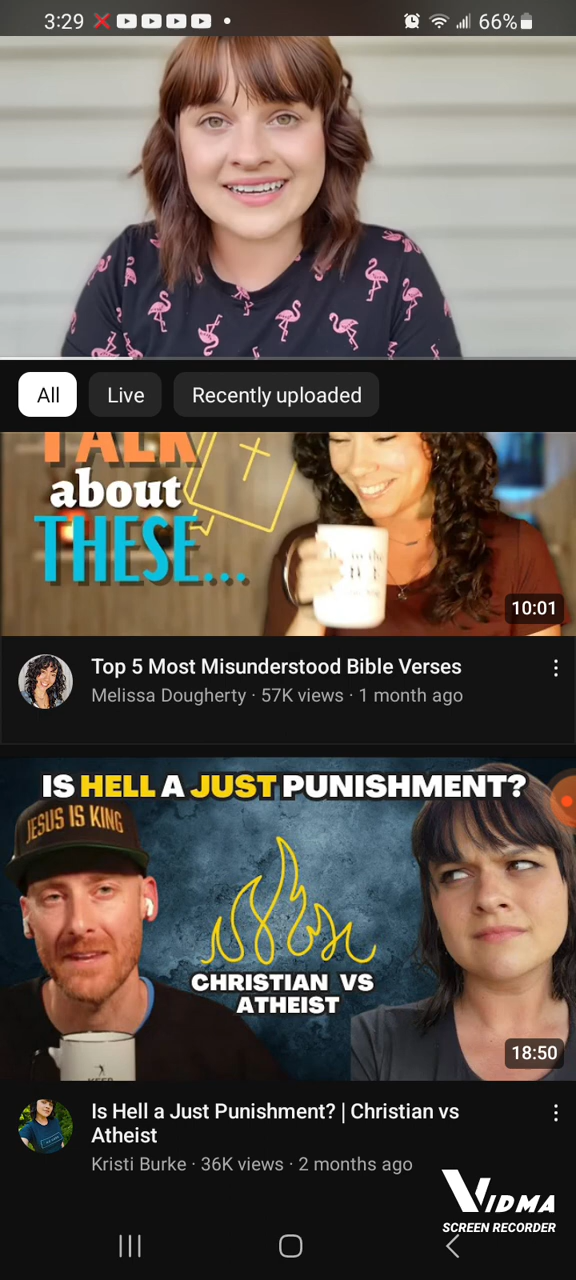 3:29
66%
All
Live
Recently uploaded
TALK
about
THESE...
10:01
Top 5 Most Misunderstood Bible Verses
Melissa Dougherty · 57K views · 1 month ago
IS HELL A JUST PUNISHMENT?
JESUS IS KING
CHRISTIAN VS
ATHEIST
18:50
Is Hell a Just Punishment? | Christian vs
Atheist
Kristi Burke · 36K views · 2 months ago
VIDMA
SCREEN RECORDER